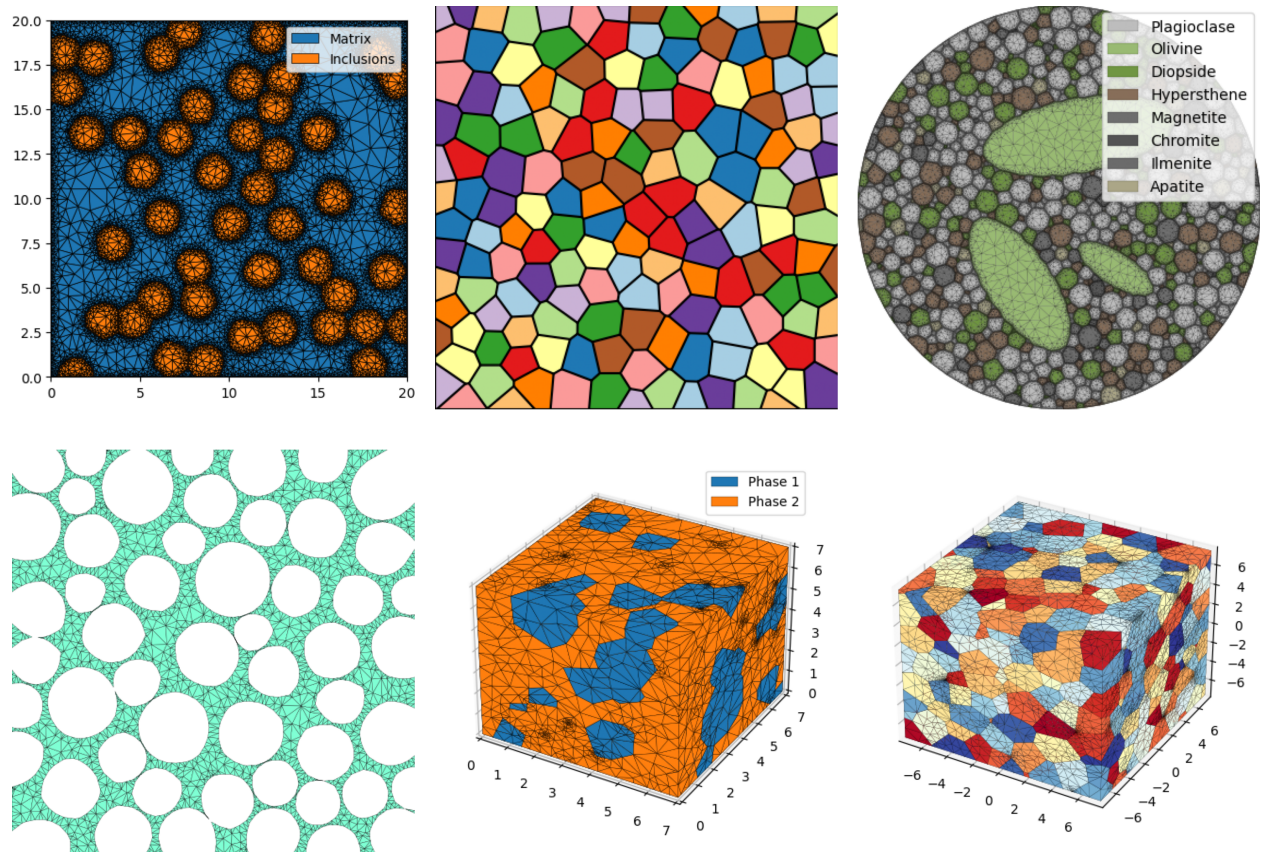 20.0
17.5
15.0
12.5
10.0
7.5
5.0
2.5
0.0
0 5 10 15 20
Matrix
Inclusions
Plagioclase
Olivine
Diopside
Hypersthene
Magnetite
Chromite
Ilmenite
Apatite
Phase 1
Phase 2
7
6
5
4
3
2
1
0
0 1 2 3 4 5 6 7
0 1 2 3 4 5 6 7
6
4
2
0
−2
−4
−6
−6 −4 −2 0 2 4 6
−6 −4 −2 0 2 4 6